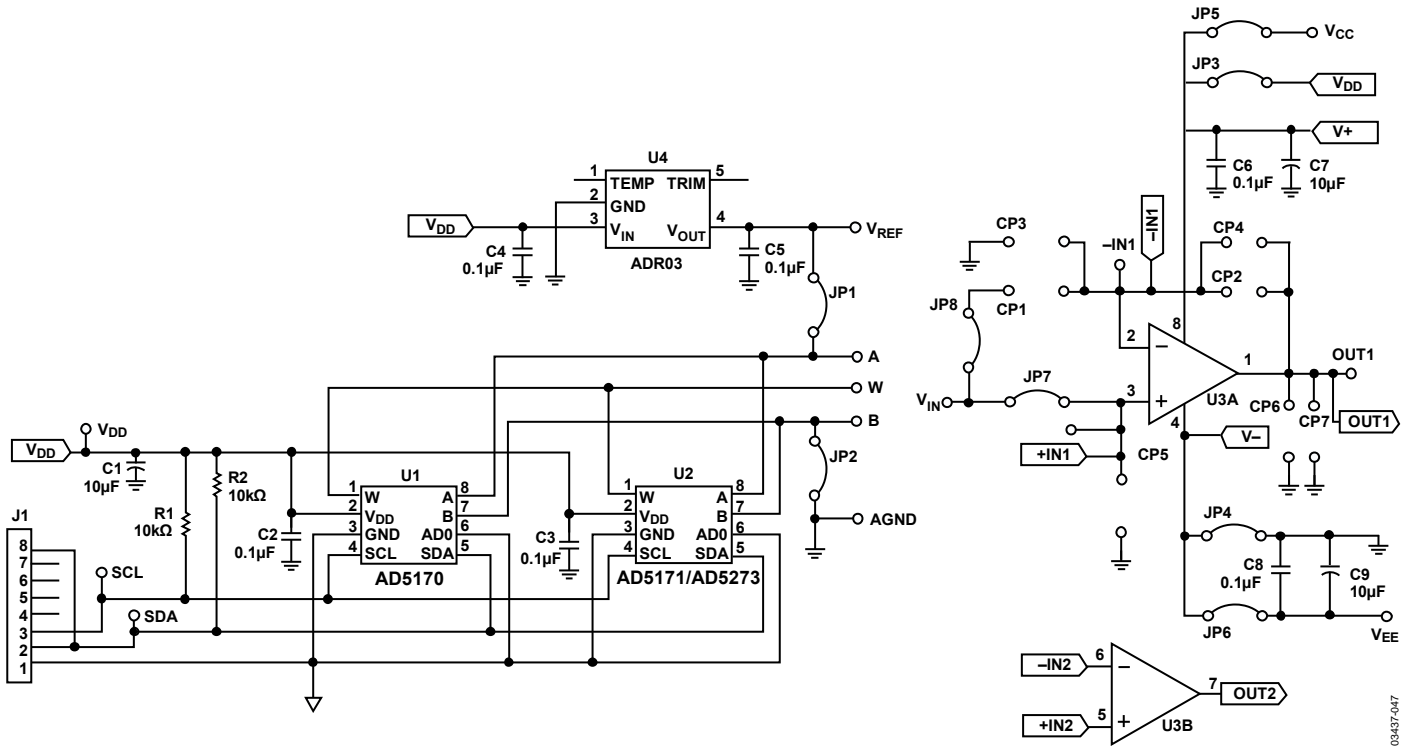 JP5
VCC
JP3
VDD
V+
C6
0.1µF
C7
10µF
U4
1 TEMP TRIM 5
2 GND
3 VIN VOUT 4
ADR03
VDD
C4
0.1µF
C5
0.1µF
VREF
JP1
A
W
B
JP2
AGND
VDD
VDD
C1
10µF
R1
10kΩ
R2
10kΩ
C2
0.1µF
U1
1 W A 8
2 VDD B 7
3 GND AD0 6
4 SCL SDA 5
AD5170
C3
0.1µF
U2
1 W A 8
2 VDD B 7
3 GND AD0 6
4 SCL SDA 5
AD5171/AD5273
J1
8
7
6
5
4
3
2
1
SCL
SDA
CP3
–IN1
–IN1
CP4
CP2
JP8
CP1
VIN
JP7
2 –
3 +
8
1
4
U3A
OUT1
CP6
CP7
OUT1
V–
+IN1
CP5
JP4
C8
0.1µF
C9
10µF
JP6
VEE
–IN2 6 –
7 OUT2
+IN2 5 +
U3B
03437-047